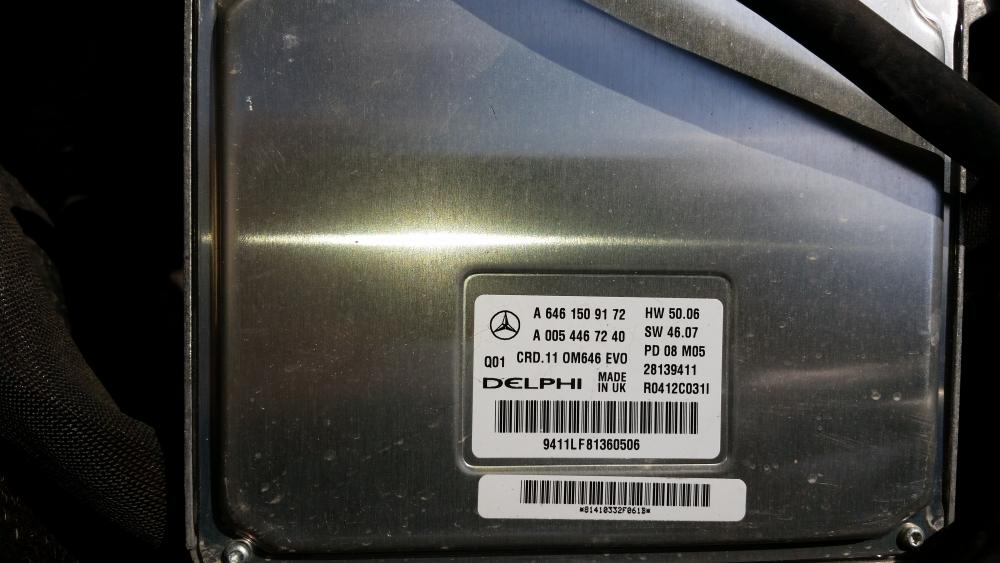 A 646 150 91 72 HW 50.06
A 005 446 72 40 SW 46.07
Q01 CRD.11 OM646 EVO PD 08 M05
DELPHI MADE IN UK 28139411
R0412C031I
9411LF81360506
*81410332F061B*